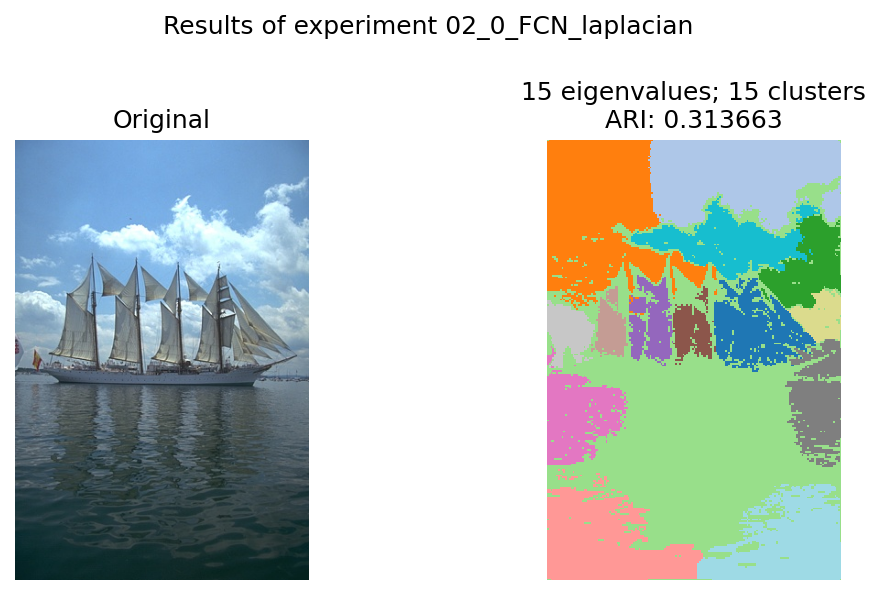 Results of experiment 02_0_FCN_laplacian
Original
15 eigenvalues; 15 clusters
ARI: 0.313663